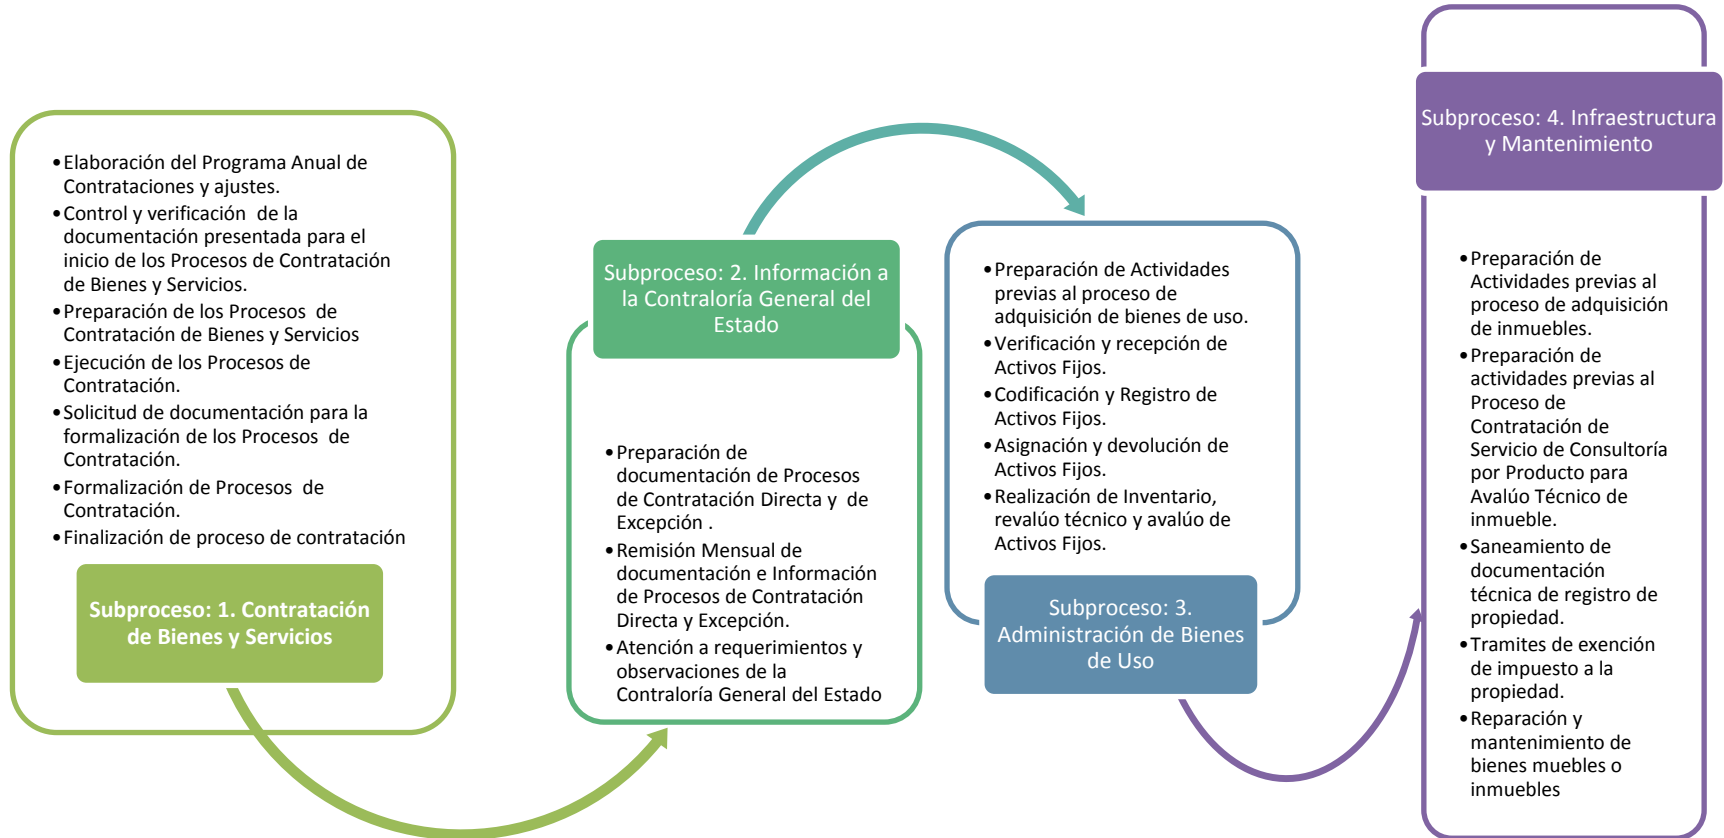 •Elaboración del Programa Anual de
Contrataciones y ajustes.
•Control y verificación  de la
documentación presentada para el
inicio de los Procesos de Contratación
de Bienes y Servicios.
•Preparación de los Procesos  de
Contratación de Bienes y Servicios
•Ejecución de los Procesos de
Contratación.
•Solicitud de documentación para la
formalización de los Procesos  de
Contratación.
•Formalización de Procesos  de
Contratación.
•Finalización de proceso de contratación
Subproceso: 1. Contratación
de Bienes y Servicios
Subproceso: 2. Información a
la Contraloría General del
Estado
•Preparación de
documentación de Procesos
de Contratación Directa y  de
Excepción .
•Remisión Mensual de
documentación e Información
de Procesos de Contratación
Directa y Excepción.
•Atención a requerimientos y
observaciones de la
Contraloría General del Estado
•Preparación de Actividades
previas al proceso de
adquisición de bienes de uso.
•Verificación y recepción de
Activos Fijos.
•Codificación y Registro de
Activos Fijos.
•Asignación y devolución de
Activos Fijos.
•Realización de Inventario,
revalúo técnico y avalúo de
Activos Fijos.
Subproceso: 3.
Administración de Bienes
de Uso
Subproceso: 4. Infraestructura
y Mantenimiento
•Preparación de
Actividades previas al
proceso de adquisición
de inmuebles.
•Preparación de
actividades previas al
Proceso de
Contratación de
Servicio de Consultoría
por Producto para
Avalúo Técnico de
inmueble.
•Saneamiento de
documentación
técnica de registro de
propiedad.
•Tramites de exención
de impuesto a la
propiedad.
•Reparación y
mantenimiento de
bienes muebles o
inmuebles